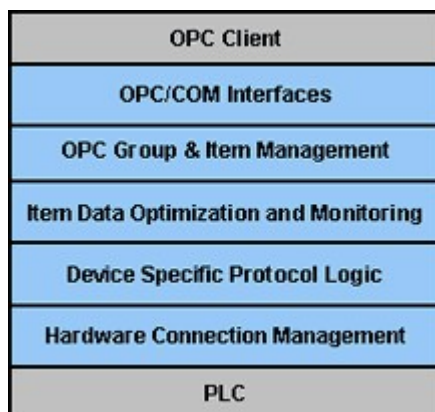 OPC Client
OPC/COM Interfaces
OPC Group & Item Management
Item Data Optimization and Monitoring
Device Specific Protocol Logic
Hardware Connection Management
PLC